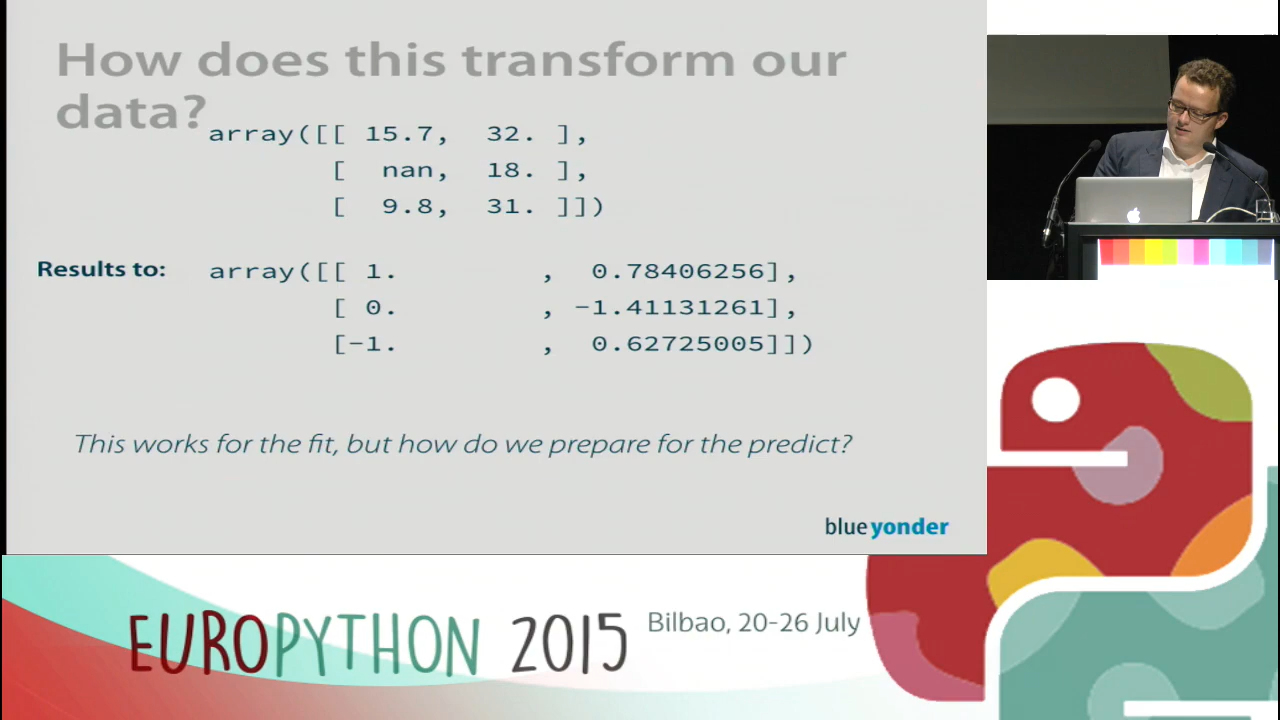 How does this transform our
data?
array([[ 15.7, 32. ],
[ nan, 18. ],
[ 9.8, 31. ]])
Results to:
array([[ 1. , 0.78406256],
[ 0. , −1.41131261],
[−1. , 0.62725005]])
This works for the fit, but how do we prepare for the predict?
blue yonder
EUROPYTHON 2015
Bilbao, 20-26 July